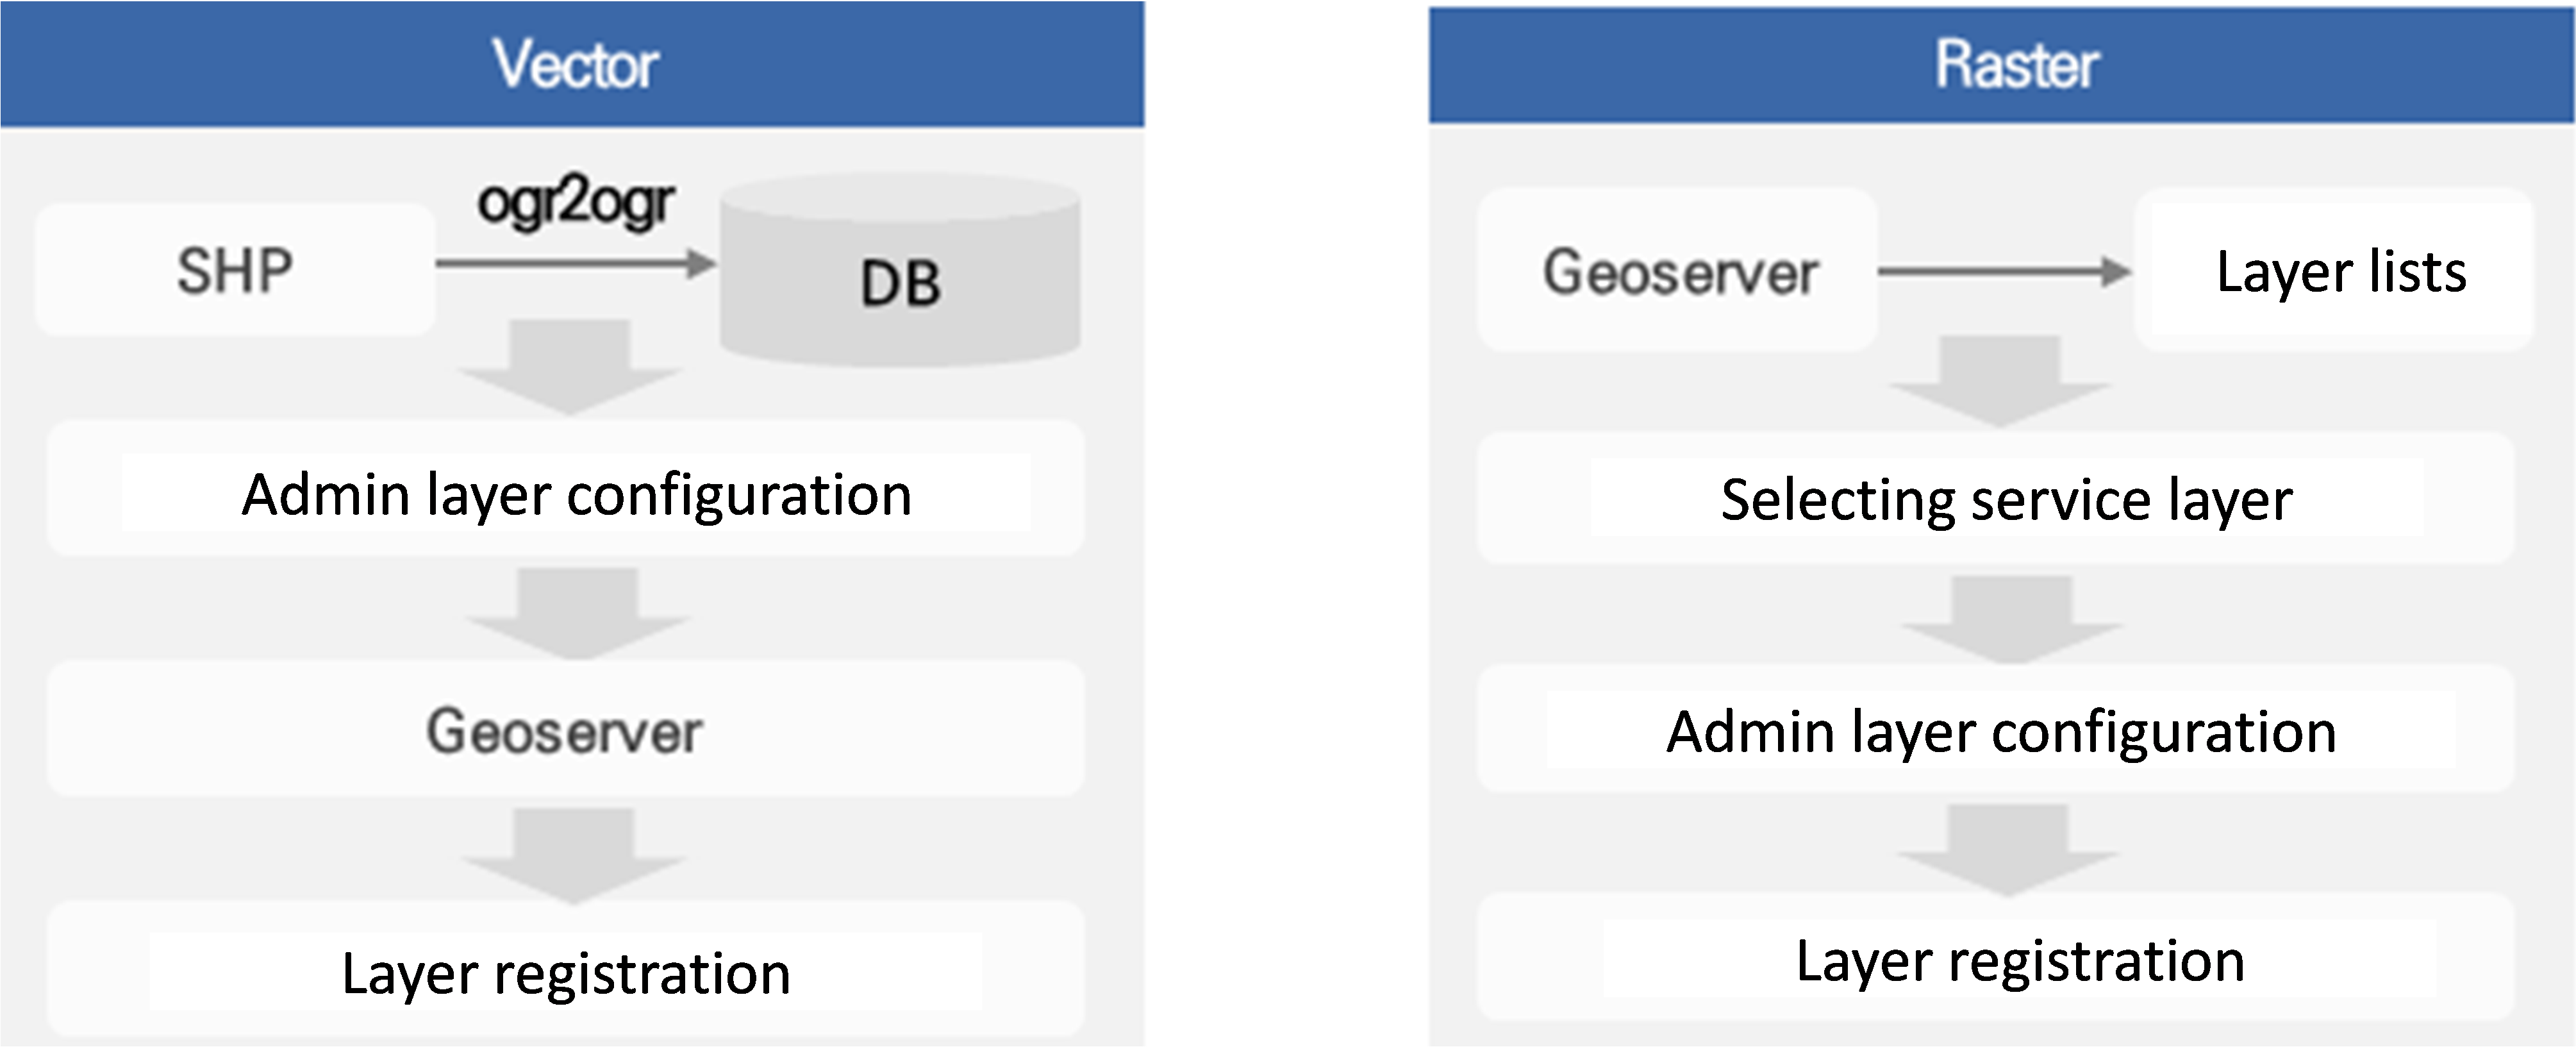 Vector
ogr2ogr
SHP
DB
Admin layer configuration
Geoserver
Layer registration
Raster
Geoserver
Layer lists
Selecting service layer
Admin layer configuration
Layer registration